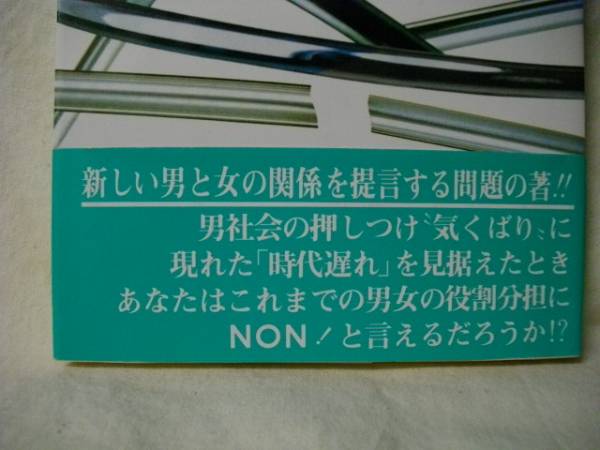 新しい男と女の関係を提言する問題の著!!
男社会の押しつけ〝気くばり〟に
現れた「時代遅れ」を見据えたとき
あなたはこれまでの男女の役割分担に
NON!と言えるだろうか!?